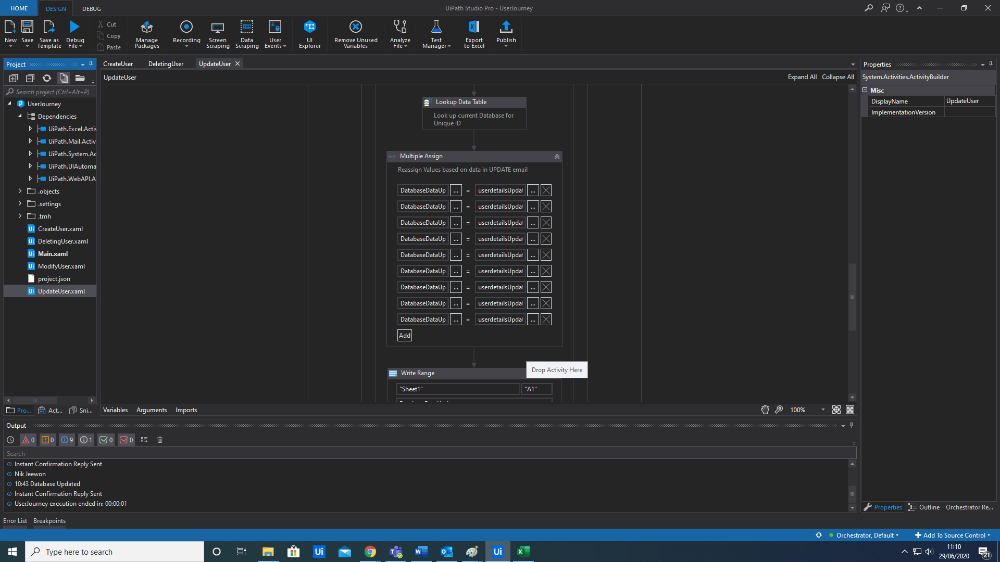 HOME
DESIGN
DEBUG
UiPath Studio Pro - UserJourney
New
Save
Save as Template
Debug File
Cut
Copy
Paste
Manage Packages
Recording
Screen Scraping
Data Scraping
User Events
UI Explorer
Remove Unused Variables
Analyze File
Test Manager
Export to Excel
Publish
Project
Search project (Ctrl+Alt+P)
UserJourney
Dependencies
UiPath.Excel.Activ
UiPath.Mail.Activ
UiPath.System.Ac
UiPath.UIAutoma
UiPath.WebAPI.A
.objects
.settings
.tmh
CreateUser.xaml
DeletingUser.xaml
Main.xaml
ModifyUser.xaml
project.json
UpdateUser.xaml
Pro...
Act...
Sni...
CreateUser
DeletingUser
UpdateUser
UpdateUser
Expand All
Collapse All
Lookup Data Table
Look up current Database for
Unique ID
A+B Multiple Assign
Reassign Values based on data in UPDATE email
DatabaseDataUp ... = userdetailsUpdat ...
DatabaseDataUp ... = userdetailsUpdat ...
DatabaseDataUp ... = userdetailsUpdat ...
DatabaseDataUp ... = userdetailsUpdat ...
DatabaseDataUp ... = userdetailsUpdat ...
DatabaseDataUp ... = userdetailsUpdat ...
DatabaseDataUp ... = userdetailsUpdat ...
DatabaseDataUp ... = userdetailsUpdat ...
DatabaseDataUp ... = userdetailsUpdat ...
Add
Drop Activity Here
Write Range
"Sheet1"
"A1"
Variables
Arguments
Imports
100%
Properties
System.Activities.ActivityBuilder
Misc
DisplayName UpdateUser
ImplementationVersion
Properties
Outline
Orchestrator Re...
Output
0
0
9
1
0
0
Search
Instant Confirmation Reply Sent
Nik Jeewon
10:43 Database Updated
Instant Confirmation Reply Sent
UserJourney execution ended in: 00:00:01
Error List
Breakpoints
Orchestrator, Default
Add To Source Control
Type here to search
Ui
Ui
11:10
29/06/2020
21